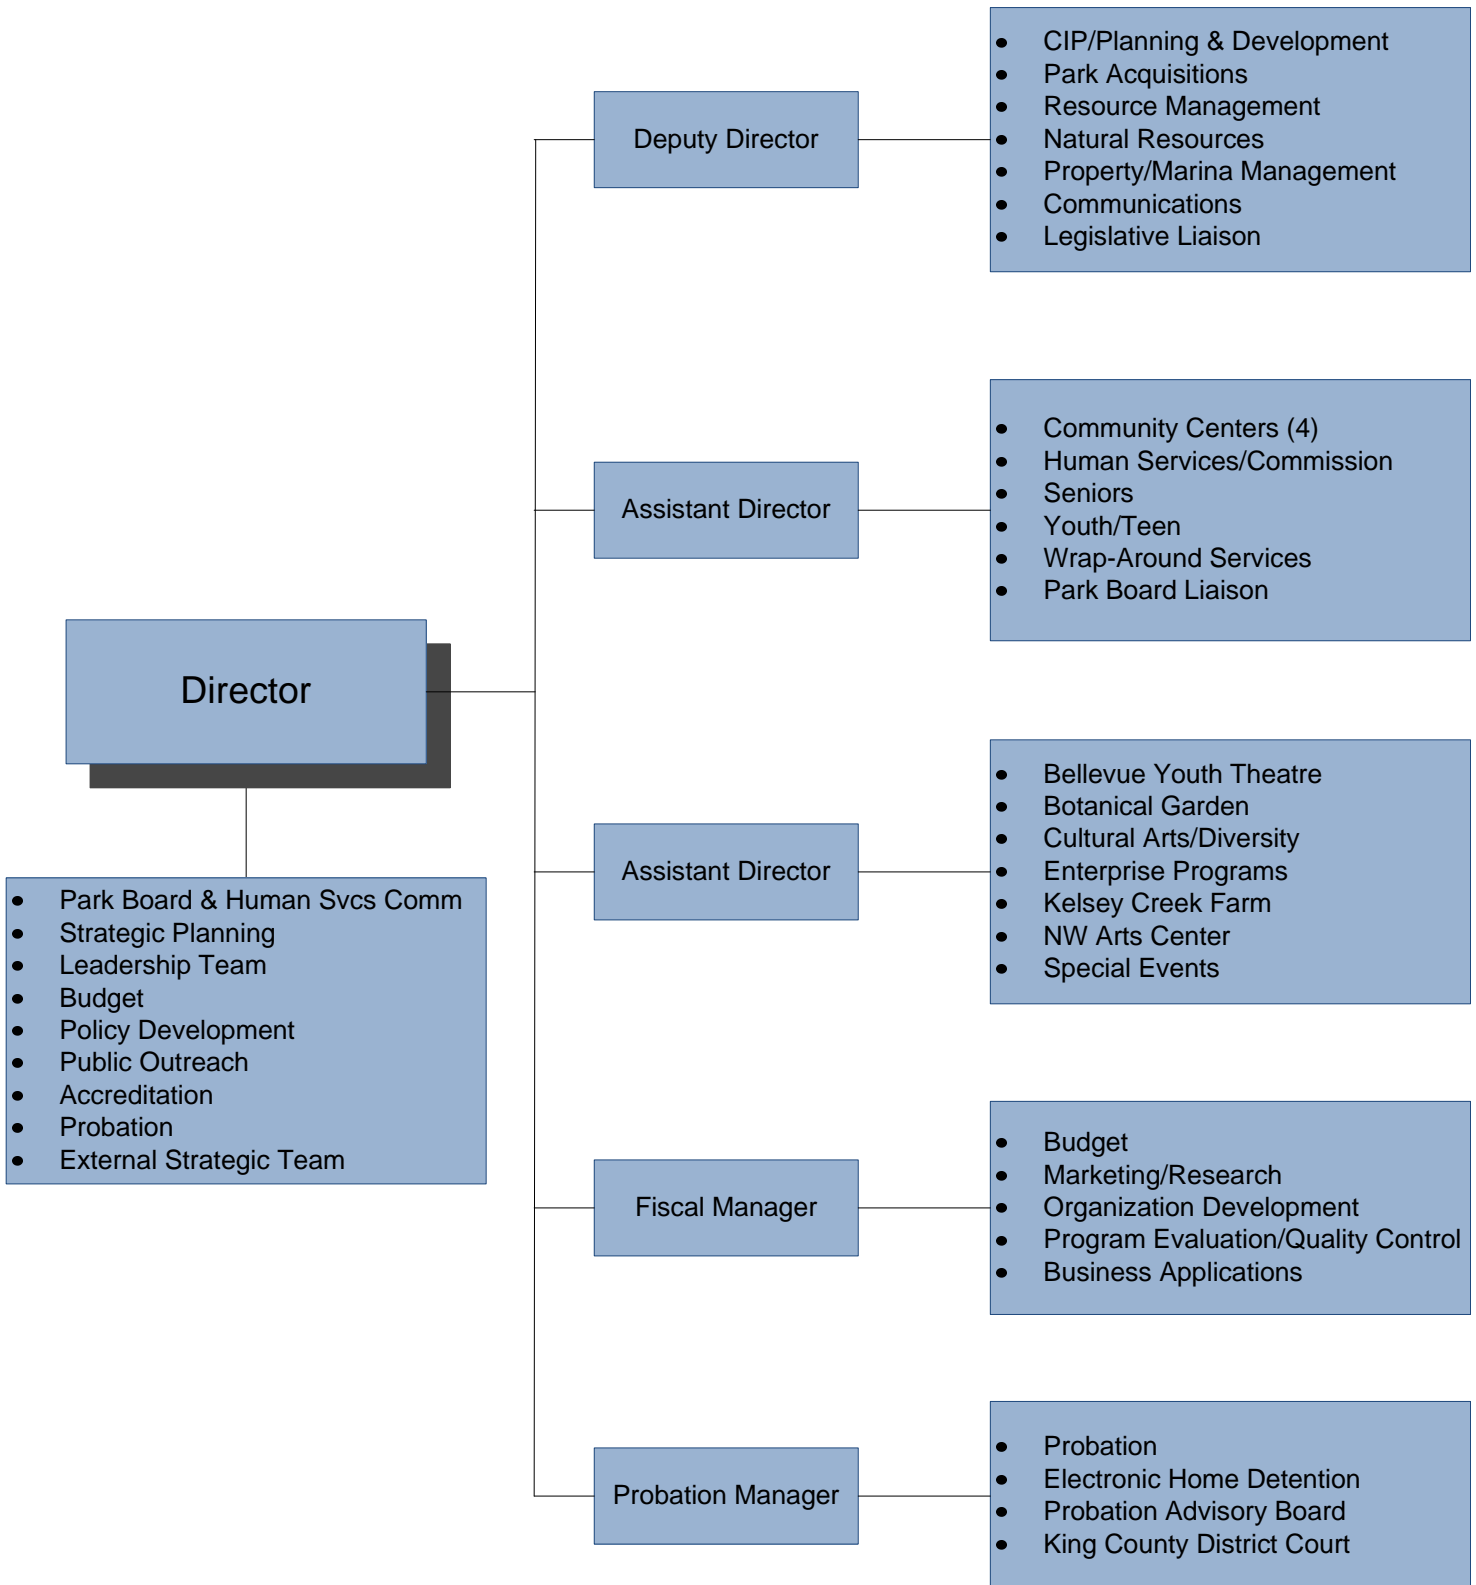 Director
• Park Board & Human Svcs Comm
• Strategic Planning
• Leadership Team
• Budget
• Policy Development
• Public Outreach
• Accreditation
• Probation
• External Strategic Team
Deputy Director
• CIP/Planning & Development
• Park Acquisitions
• Resource Management
• Natural Resources
• Property/Marina Management
• Communications
• Legislative Liaison
Assistant Director
• Community Centers (4)
• Human Services/Commission
• Seniors
• Youth/Teen
• Wrap-Around Services
• Park Board Liaison
Assistant Director
• Bellevue Youth Theatre
• Botanical Garden
• Cultural Arts/Diversity
• Enterprise Programs
• Kelsey Creek Farm
• NW Arts Center
• Special Events
Fiscal Manager
• Budget
• Marketing/Research
• Organization Development
• Program Evaluation/Quality Control
• Business Applications
Probation Manager
• Probation
• Electronic Home Detention
• Probation Advisory Board
• King County District Court